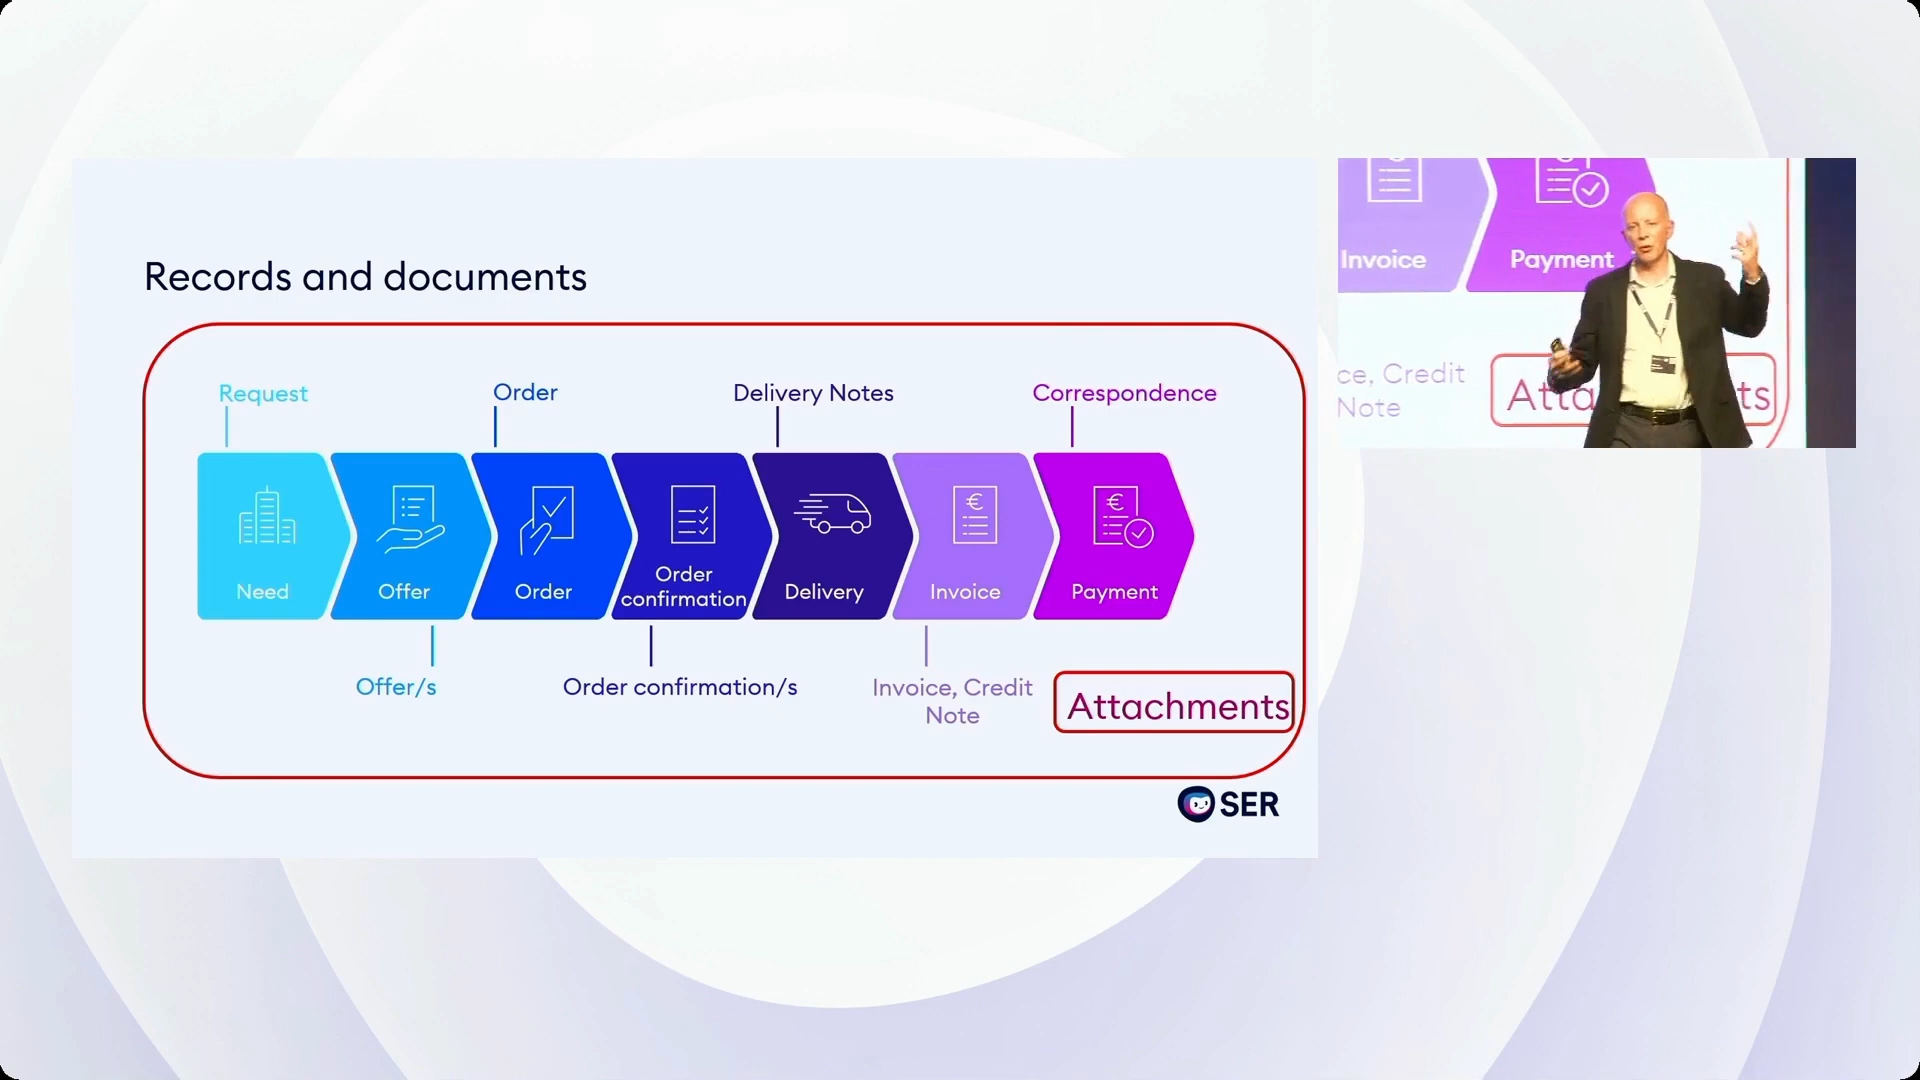 Records and documents
Request
Order
Delivery Notes
Correspondence
Need
Offer
Order
Order
confirmation
Delivery
Invoice
Payment
Offer/s
Order confirmation/s
Invoice, Credit
Note
Attachments
SER
Invoice
Payment
ce, Credit
Note
Atta
ts